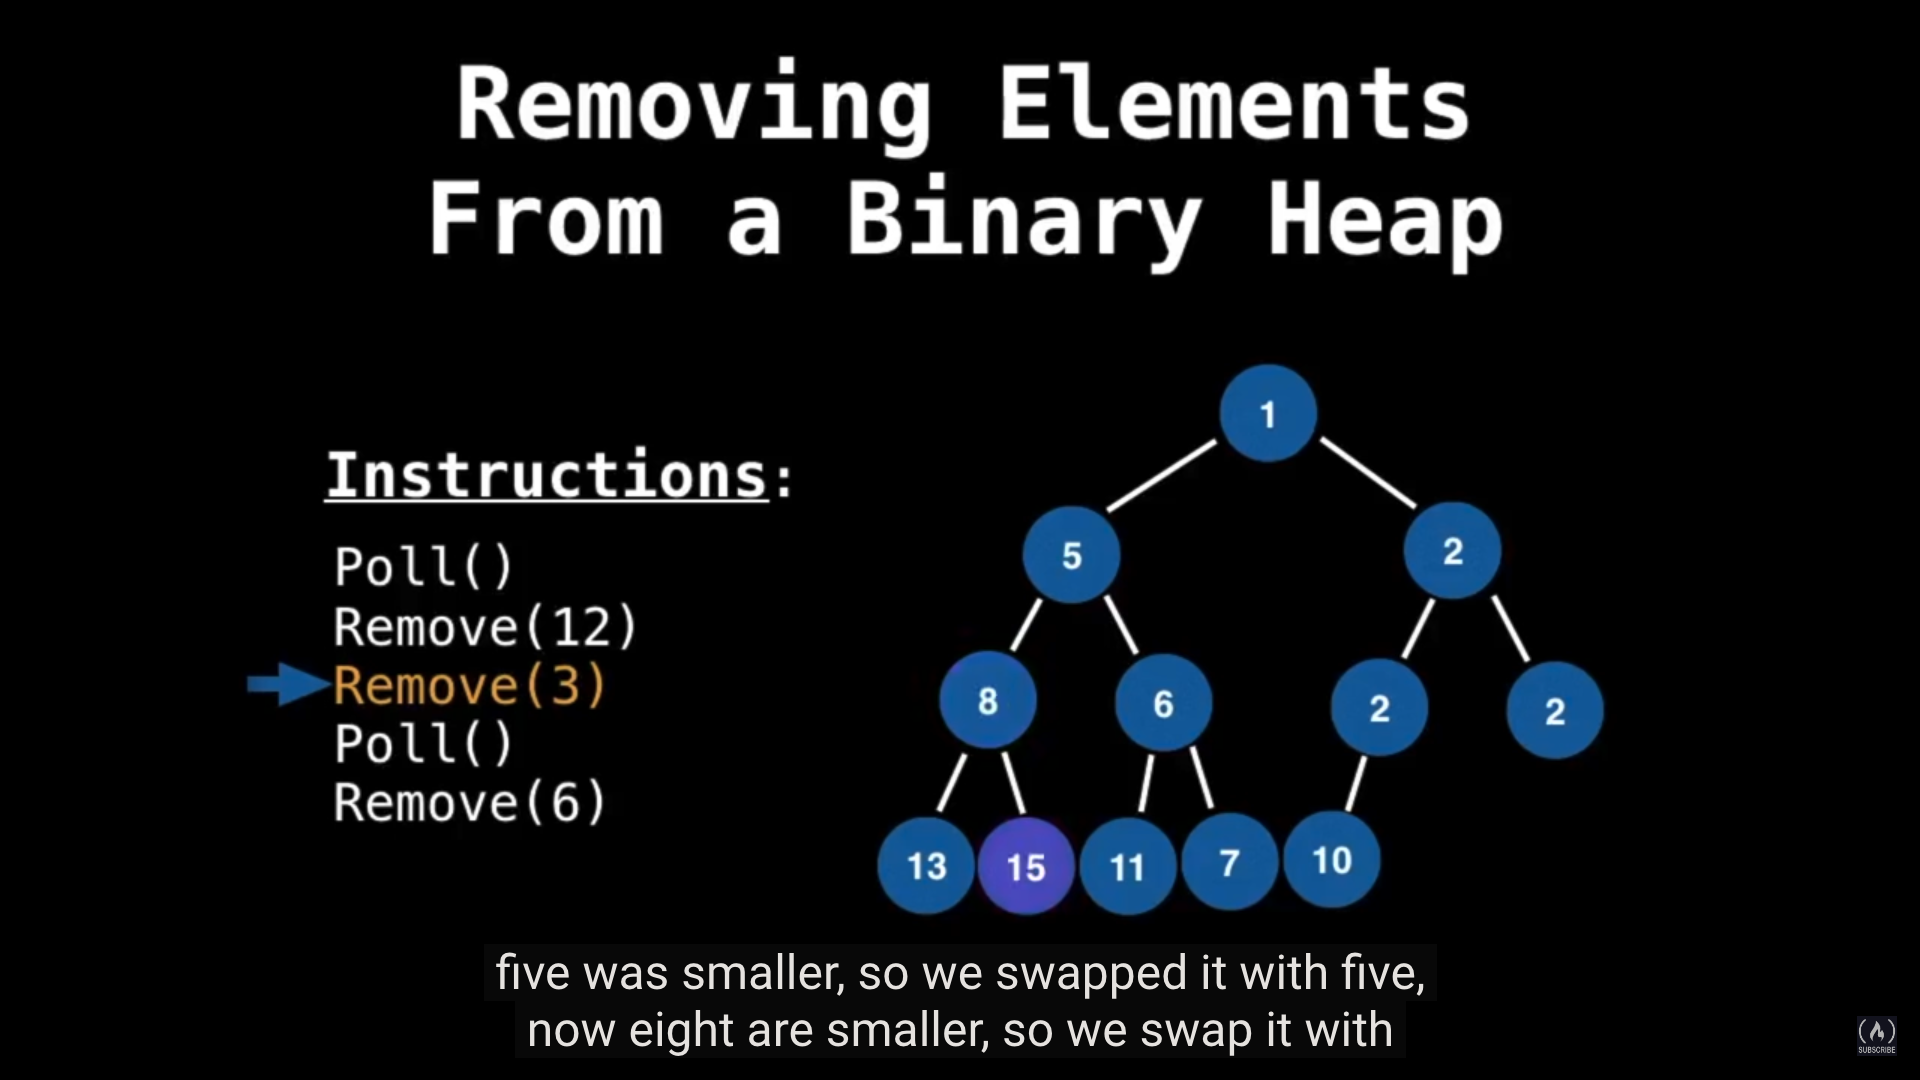 Removing Elements
From a Binary Heap
Instructions:
Poll()
Remove(12)
Remove(3)
Poll()
Remove(6)
1
5
2
8
6
2
2
13
15
11
7
10
five was smaller, so we swapped it with five,
now eight are smaller, so we swap it with
SUBSCRIBE